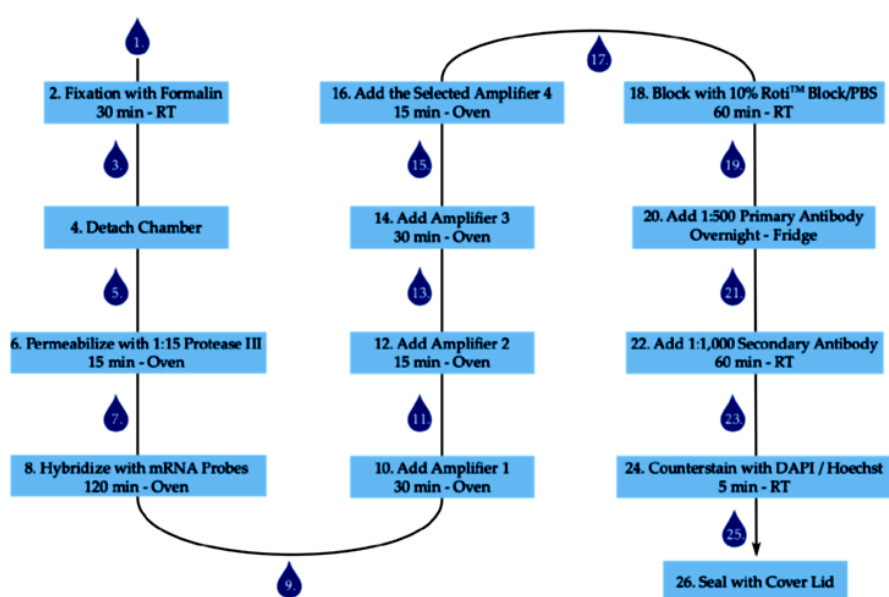 1.
2. Fixation with Formalin
30 min - RT
3.
4. Detach Chamber
5.
6. Permeabilize with 1:15 Protease III
15 min - Oven
7.
8. Hybridize with mRNA Probes
120 min - Oven
9.
10. Add Amplifier 1
30 min - Oven
11.
12. Add Amplifier 2
15 min - Oven
13.
14. Add Amplifier 3
30 min - Oven
15.
16. Add the Selected Amplifier 4
15 min - Oven
17.
18. Block with 10% Roti™ Block/PBS
60 min - RT
19.
20. Add 1:500 Primary Antibody
Overnight - Fridge
21.
22. Add 1:1,000 Secondary Antibody
60 min - RT
23.
24. Counterstain with DAPI / Hoechst
5 min - RT
25.
26. Seal with Cover Lid